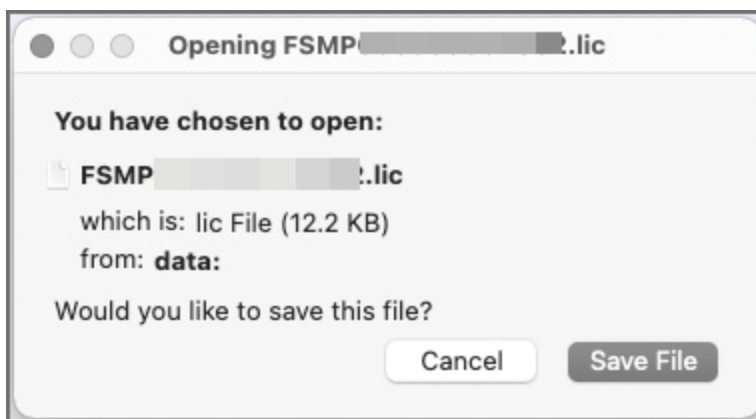 Opening FSMP 2.lic
You have chosen to open:
FSMP .lic
which is: lic File (12.2 KB)
from: data:
Would you like to save this file?
Cancel
Save File